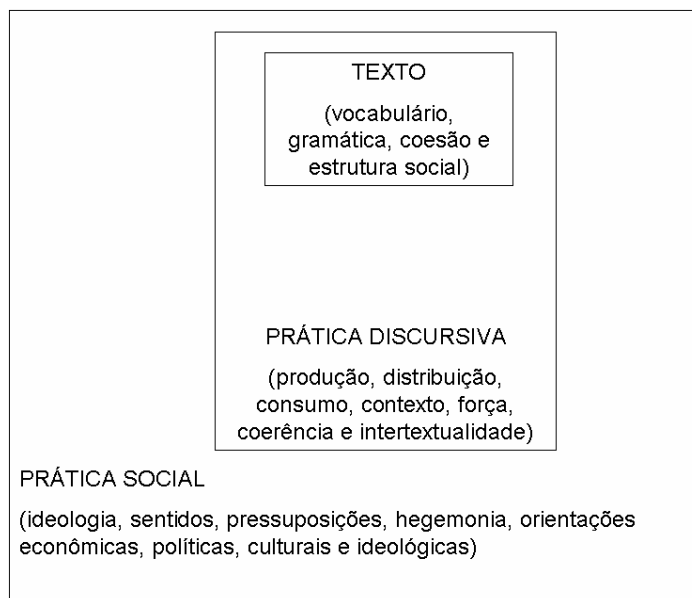 TEXTO
(vocabulário,
gramática, coesão e
estrutura social)
PRÁTICA DISCURSIVA
(produção, distribuição,
consumo, contexto, força,
coerência e intertextualidade)
PRÁTICA SOCIAL
(ideologia, sentidos, pressuposições, hegemonia, orientações
econômicas, políticas, culturais e ideológicas)